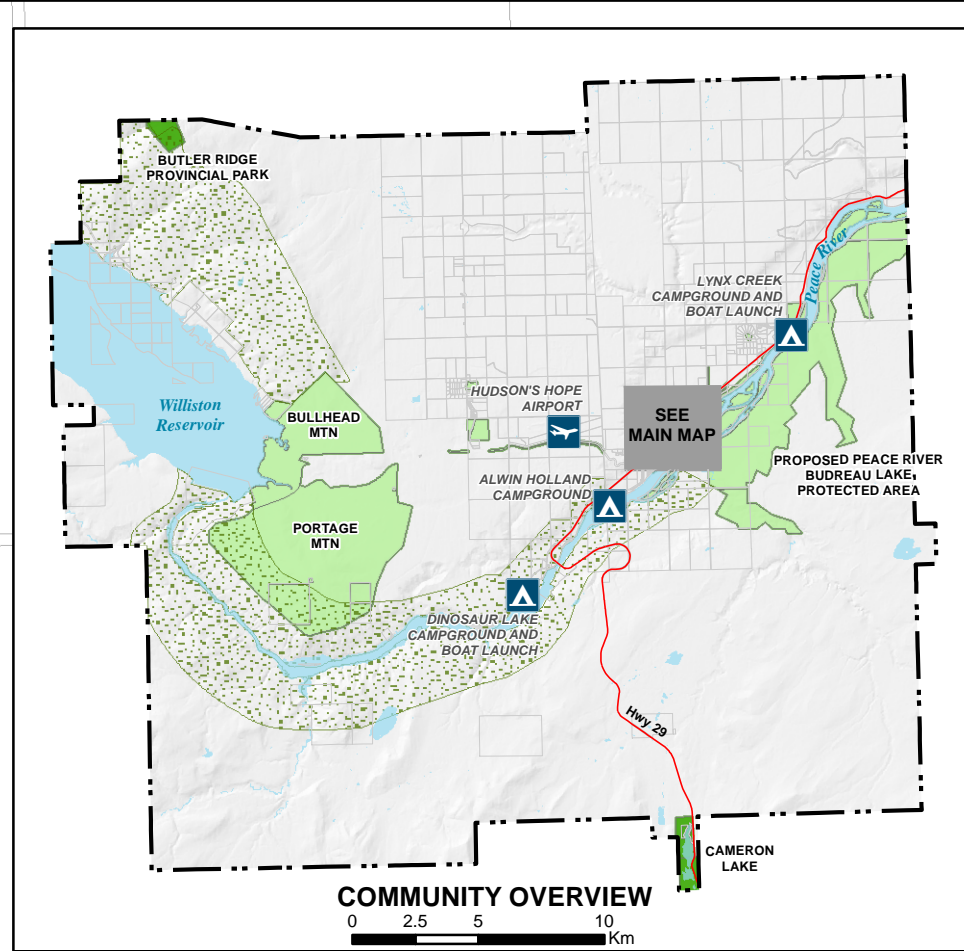 BUTLER RIDGE
PROVINCIAL PARK
Peace River
LYNX CREEK
CAMPGROUND AND
BOAT LAUNCH
Williston
Reservoir
BULLHEAD
MTN
HUDSON'S HOPE
AIRPORT
SEE
MAIN MAP
PROPOSED PEACE RIVER
BUDREAU LAKE
PROTECTED AREA
ALWIN HOLLAND
CAMPGROUND
PORTAGE
MTN
DINOSAUR LAKE
CAMPGROUND AND
BOAT LAUNCH
Hwy 29
CAMERON
LAKE
COMMUNITY OVERVIEW
0 2.5 5 10
Km